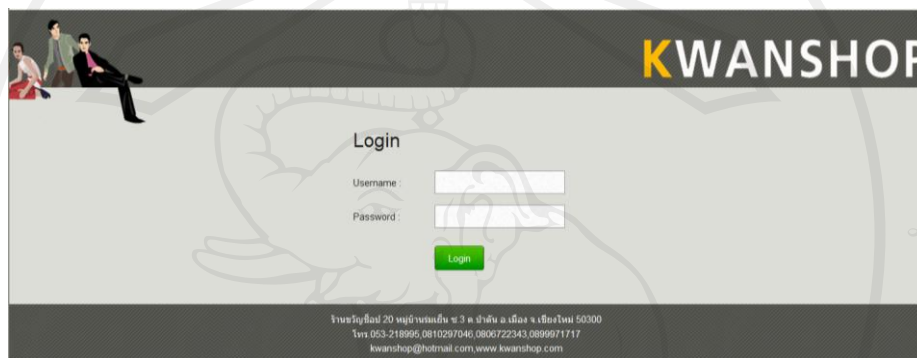 KWANSHOP
Login
Username :
Password :
Login
ร้านขวัญช็อป 20 หมู่บ้านร่มเย็น ซ.3 ต.ป่าตัน อ.เมือง จ.เชียงใหม่ 50300
โทร.053-218995,0810297046,0806722343,0899971717
kwanshop@hotmail.com,www.kwanshop.com